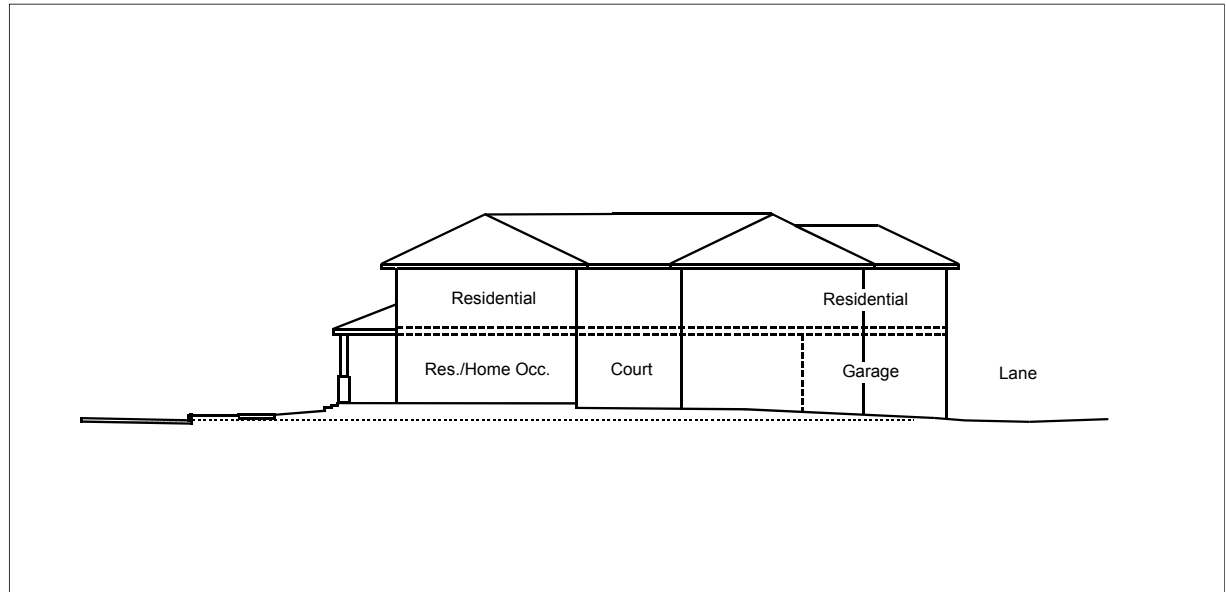 Residential
Residential
Res./Home Occ.
Court
Garage
Lane